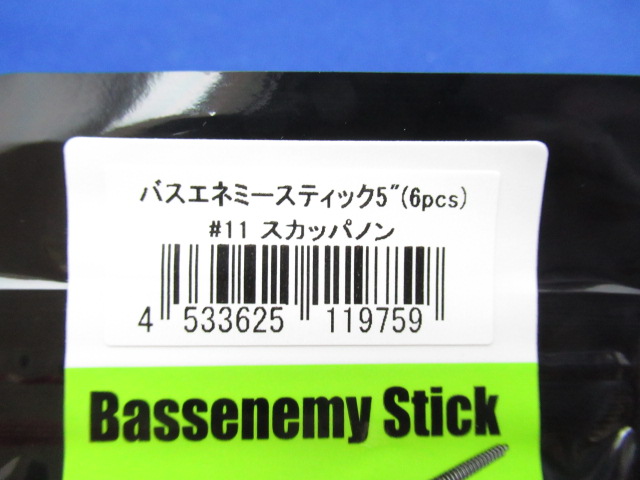 バスエネミースティック5"(6pcs)
#11 スカッパノン
4 533625 119759
Bassenemy Stick